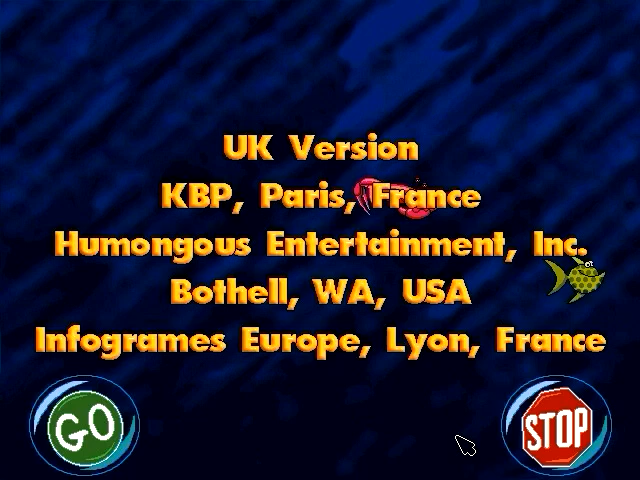 UK Version
KBP, Paris, France
Humongous Entertainment, Inc.
Bothell, WA, USA
Infogrames Europe, Lyon, France
GO
STOP